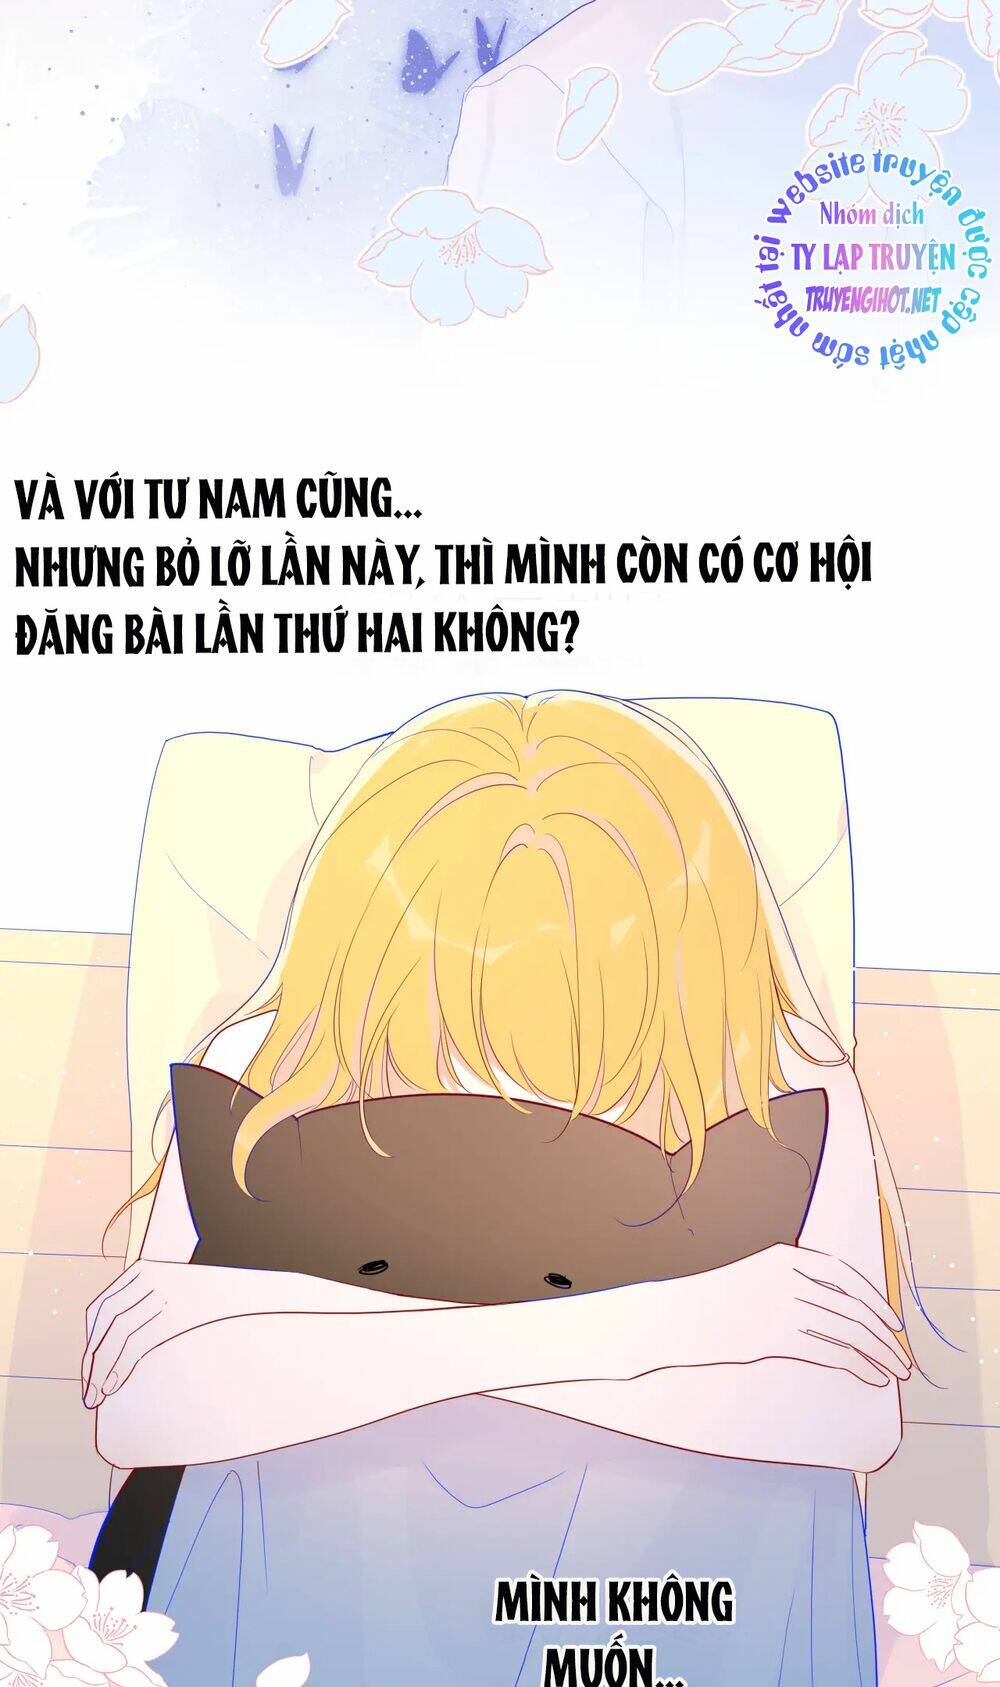 website truyện được cập nhật sớm nhất tại
Nhóm dịch
TY LẠP TRUYỆN
TRUYENGIHOT.NET
VÀ VỚI TƯ NAM CŨNG...
NHƯNG BỎ LỠ LẦN NÀY, THÌ MÌNH CÒN CÓ CƠ HỘI
ĐĂNG BÀI LẦN THỨ HAI KHÔNG?
MÌNH KHÔNG
MUỐN...